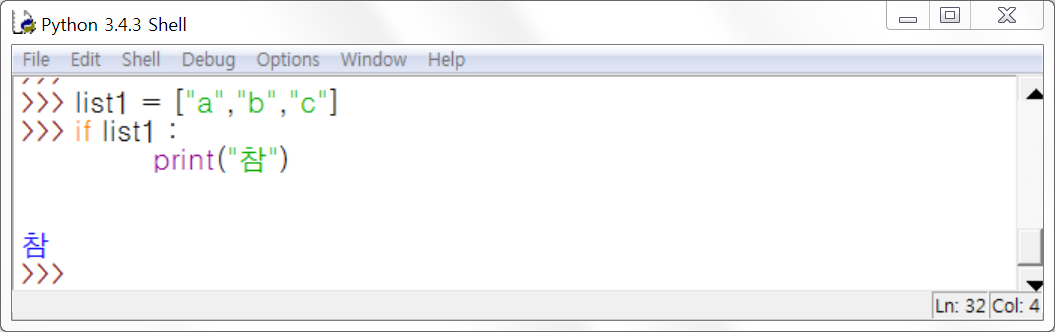 Python 3.4.3 Shell
File Edit Shell Debug Options Window Help
>>> list1 = ["a","b","c"]
>>> if list1 :
print("참")
참
>>>
Ln: 32 Col: 4